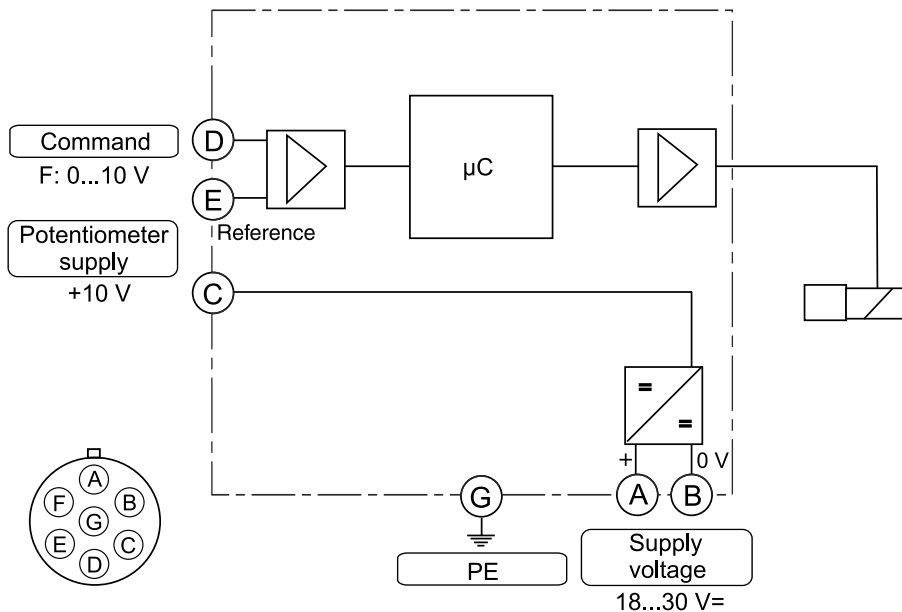 D
Command
F: 0...10 V
µC
E
Reference
Potentiometer
supply
+10 V
C
=
=
+
0 V
A
B
G
PE
Supply
voltage
18...30 V=
A
F
B
G
E
C
D